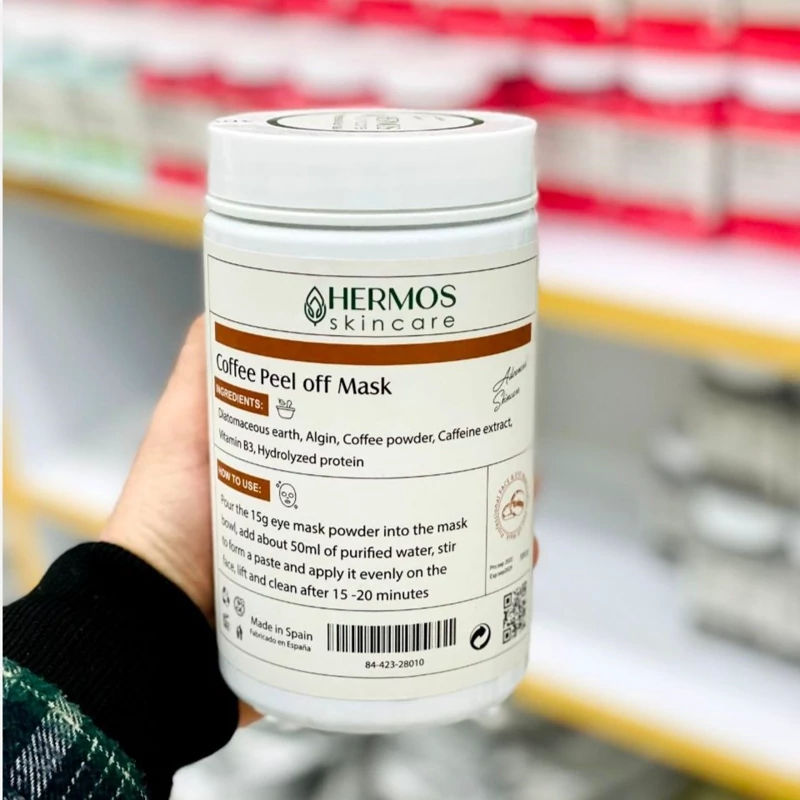 HERMOS
skincare
Coffee Peel off Mask
Advanced
Skincare
INGREDIENTS:
Diatomaceous earth, Algin, Coffee powder, Caffeine extract,
Vitamin B3, Hydrolyzed protein
HOW TO USE:
Pour the 15g eye mask powder into the mask
bowl, add about 50ml of purified water, stir
to form a paste and apply it evenly on the
face, lift and clean after 15 -20 minutes
Made in Spain
Fabricado en España
84-423-28010